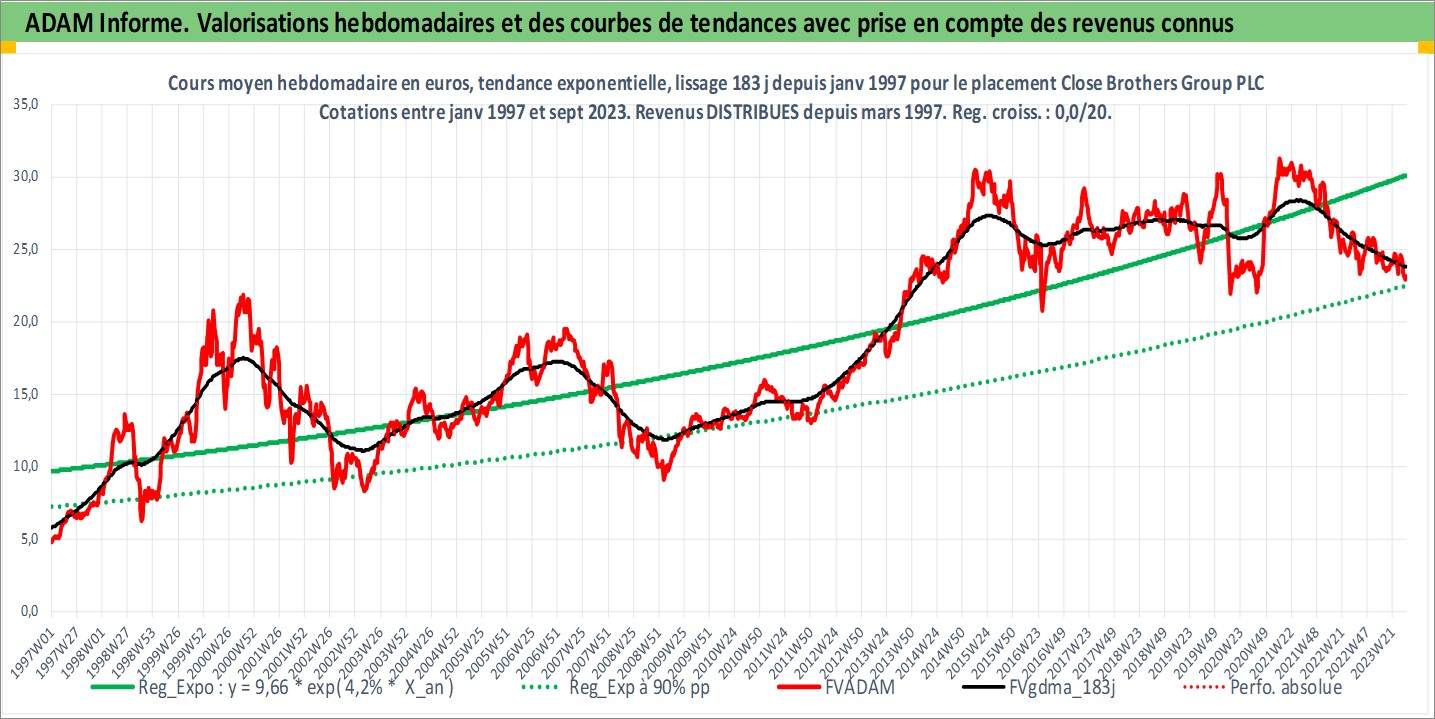 ADAM Informe. Valorisations hebdomadaires et des courbes de tendances avec prise en compte des revenus connus
Cours moyen hebdomadaire en euros, tendance exponentielle, lissage 183 j depuis janv 1997 pour le placement Close Brothers Group PLC
Cotations entre janv 1997 et sept 2023. Revenus DISTRIBUES depuis mars 1997. Reg. croiss. : 0,0/20.
35,0
30,0
25,0
20,0
15,0
10,0
5,0
0,0
1997W01
1997W27
1998W01
1998W27
1998W53
1999W26
1999W52
2000W26
2000W52
2001W26
2001W52
2002W26
2002W52
2003W26
2003W52
2004W26
2004W52
2005W25
2005W51
2006W25
2006W51
2007W25
2007W51
2008W25
2008W51
2009W25
2009W51
2010W24
2010W50
2011W24
2011W50
2012W24
2012W50
2013W24
2013W50
2014W24
2014W50
2015W24
2015W50
2016W23
2016W49
2017W23
2017W49
2018W23
2018W49
2019W23
2019W49
2020W23
2020W49
2021W22
2021W48
2022W21
2022W47
2023W21
Reg_Expo : y = 9,66 * exp( 4,2% * X_an )
Reg_Exp à 90% pp
FVADAM
FVgdma_183j
Perfo. absolue